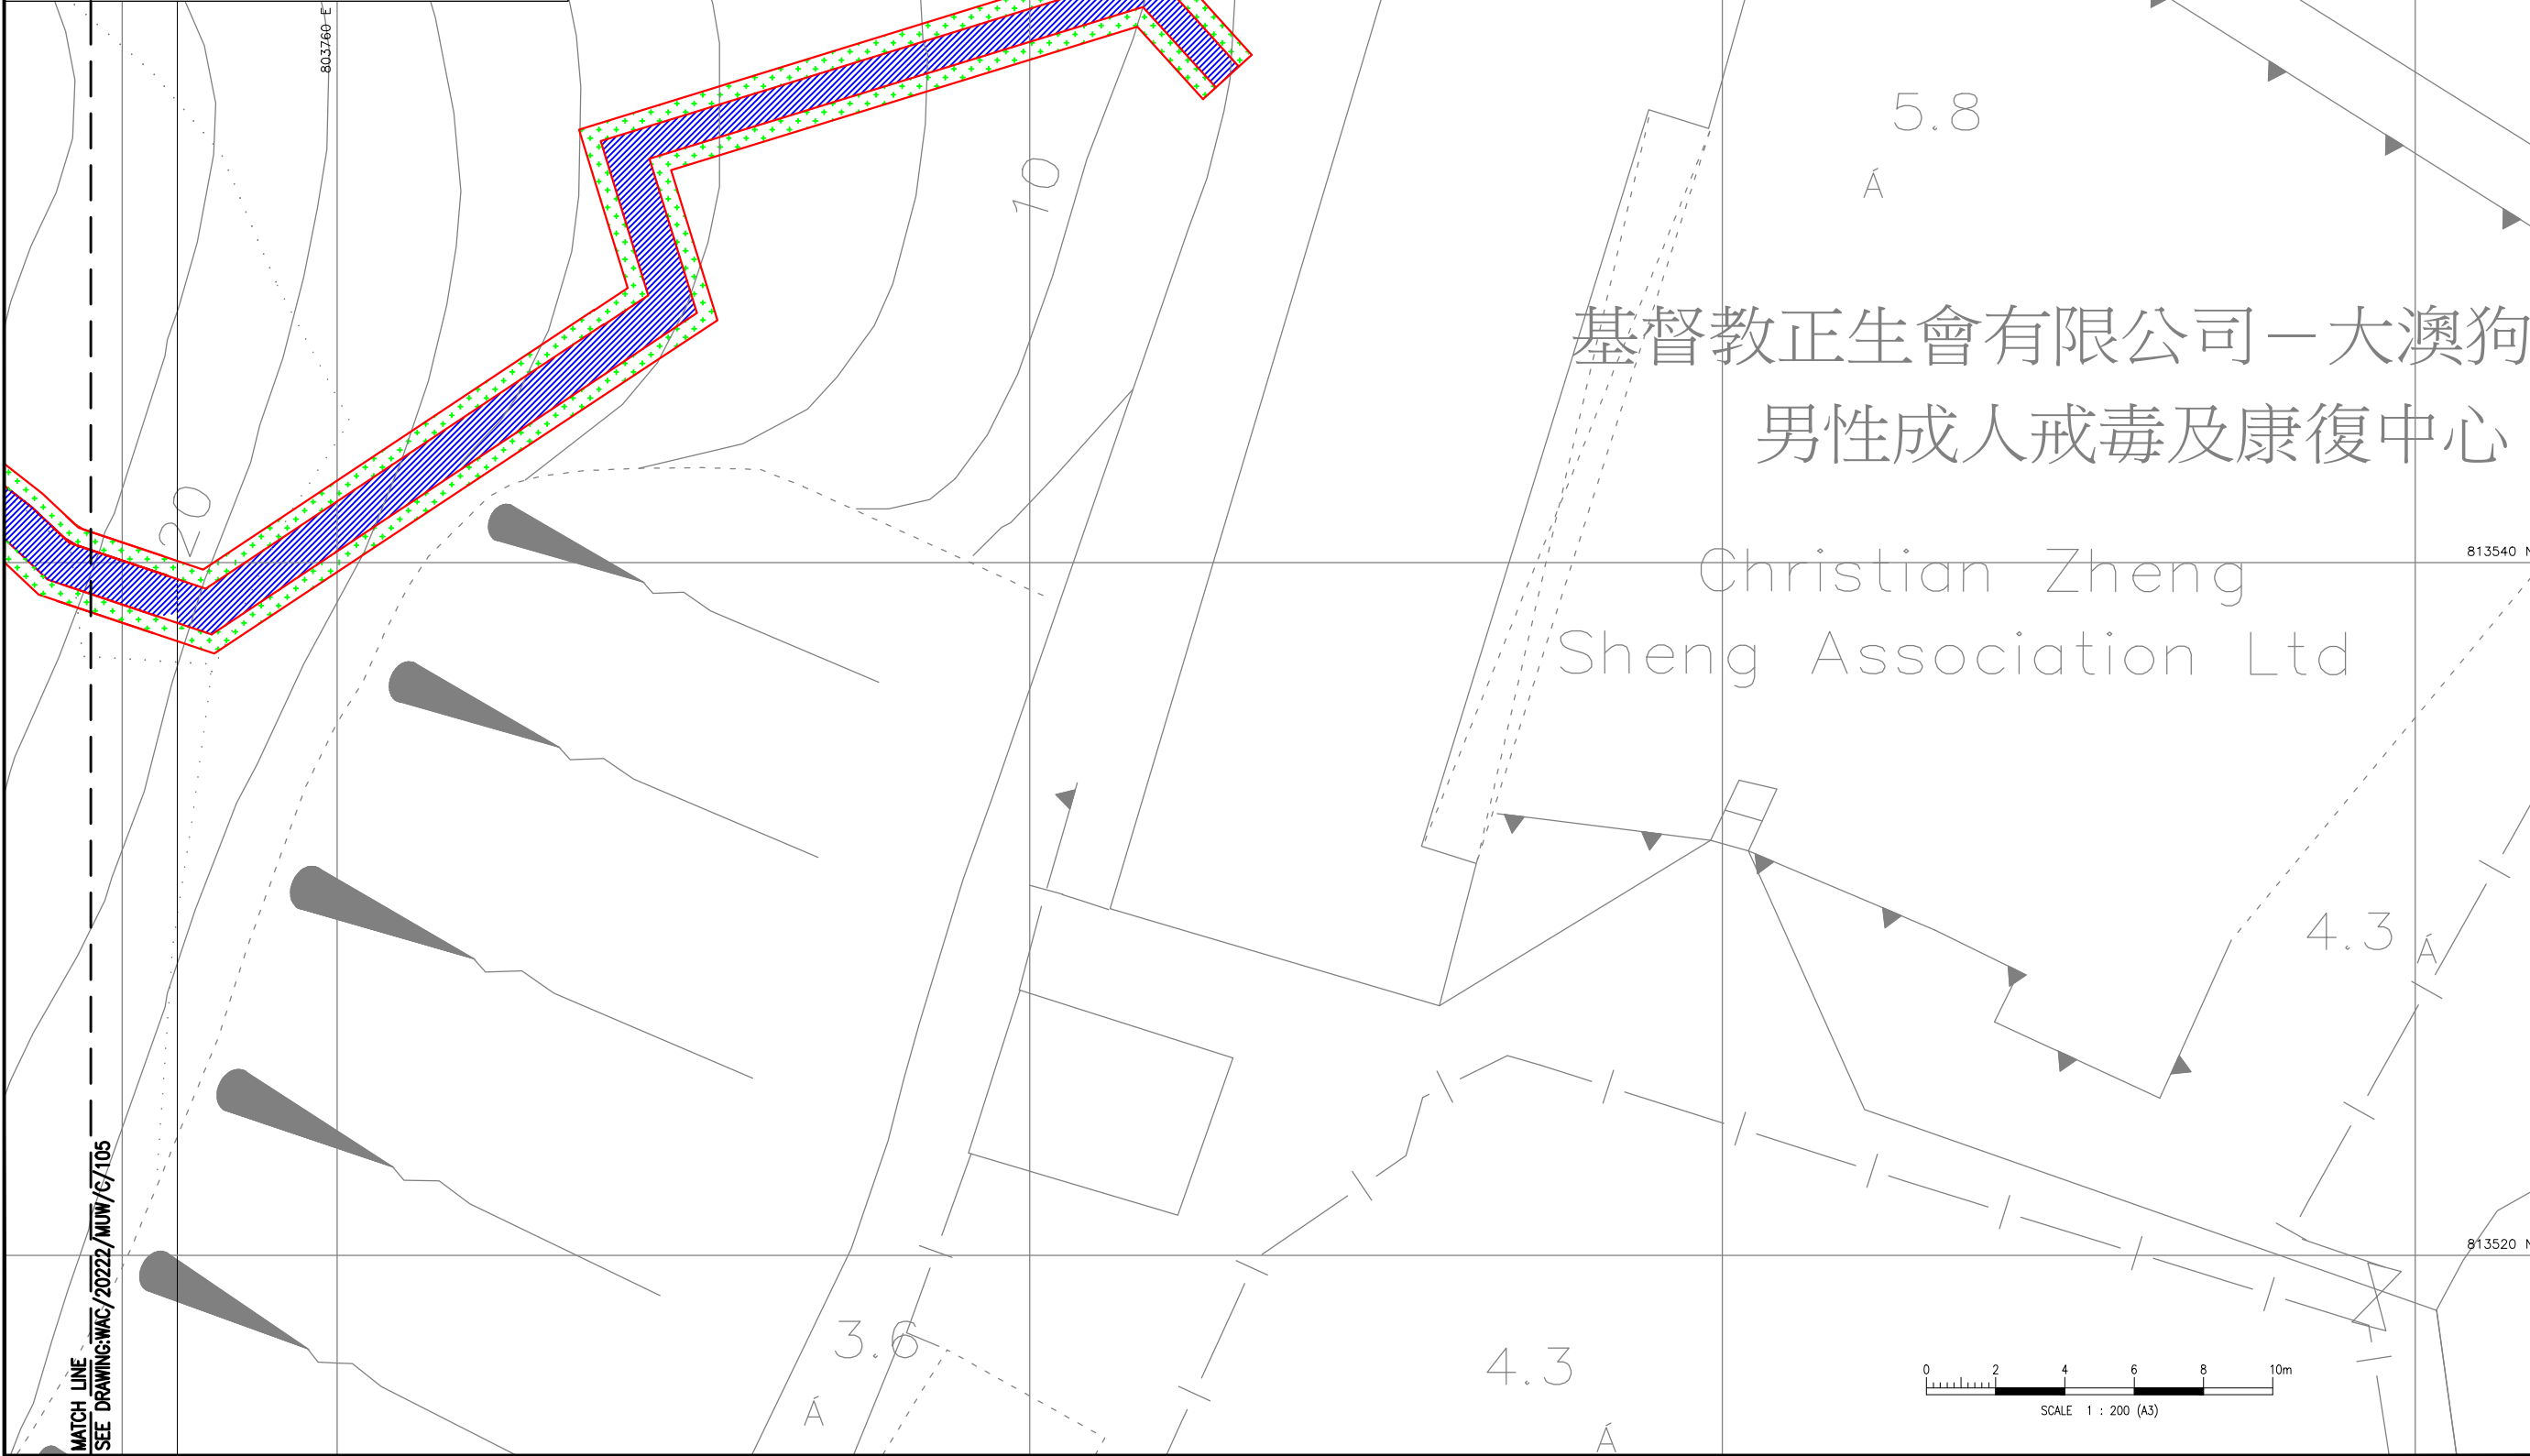 803760 E
5.8
Á
10
基督教正生會有限公司－大澳狗
男性成人戒毒及康復中心
20
813540 N
Christian Zheng
Sheng Association Ltd
4.3
Á
MATCH LINE
SEE DRAWING:WAC/20222/MUW/C/105
813520 N
3.6
Á
4.3
Á
0 2 4 6 8 10m
SCALE 1 : 200 (A3)